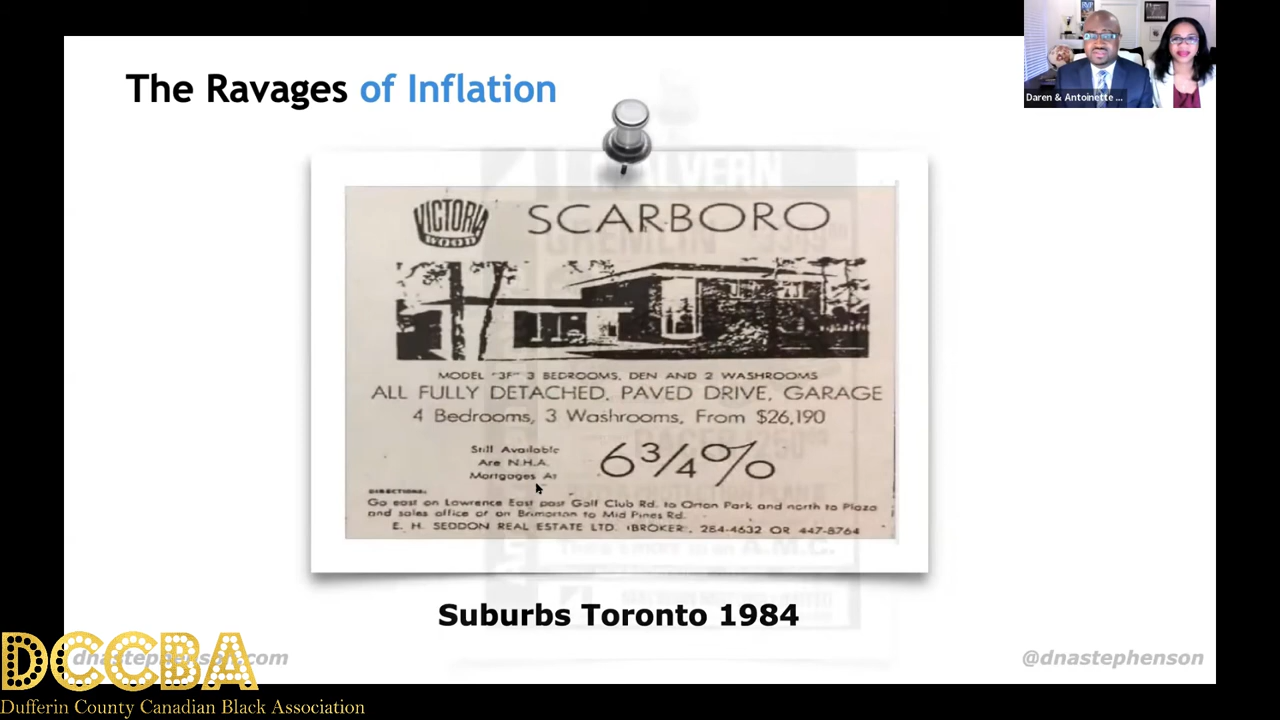 The Ravages of Inflation
Daren & Antoinette ...
VICTORIA
WOOD
SCARBORO
MODEL "3F" 3 BEDROOMS, DEN AND 2 WASHROOMS
ALL FULLY DETACHED, PAVED DRIVE, GARAGE
4 Bedrooms, 3 Washrooms, From $26,190
Still Available
Are N.H.A.
Mortgages At
6¾%
DIRECTIONS:
Go east on Lawrence East past Golf Club Rd. to Orton Park and north to Plaza
and sales office or on Brimorton to Mid Pines Rd.
E. H. SEDDON REAL ESTATE LTD. (BROKER), 284-4632 OR 447-8764
Suburbs Toronto 1984
dnastephenson.com
@dnastephenson
DCCBA
Dufferin County Canadian Black Association